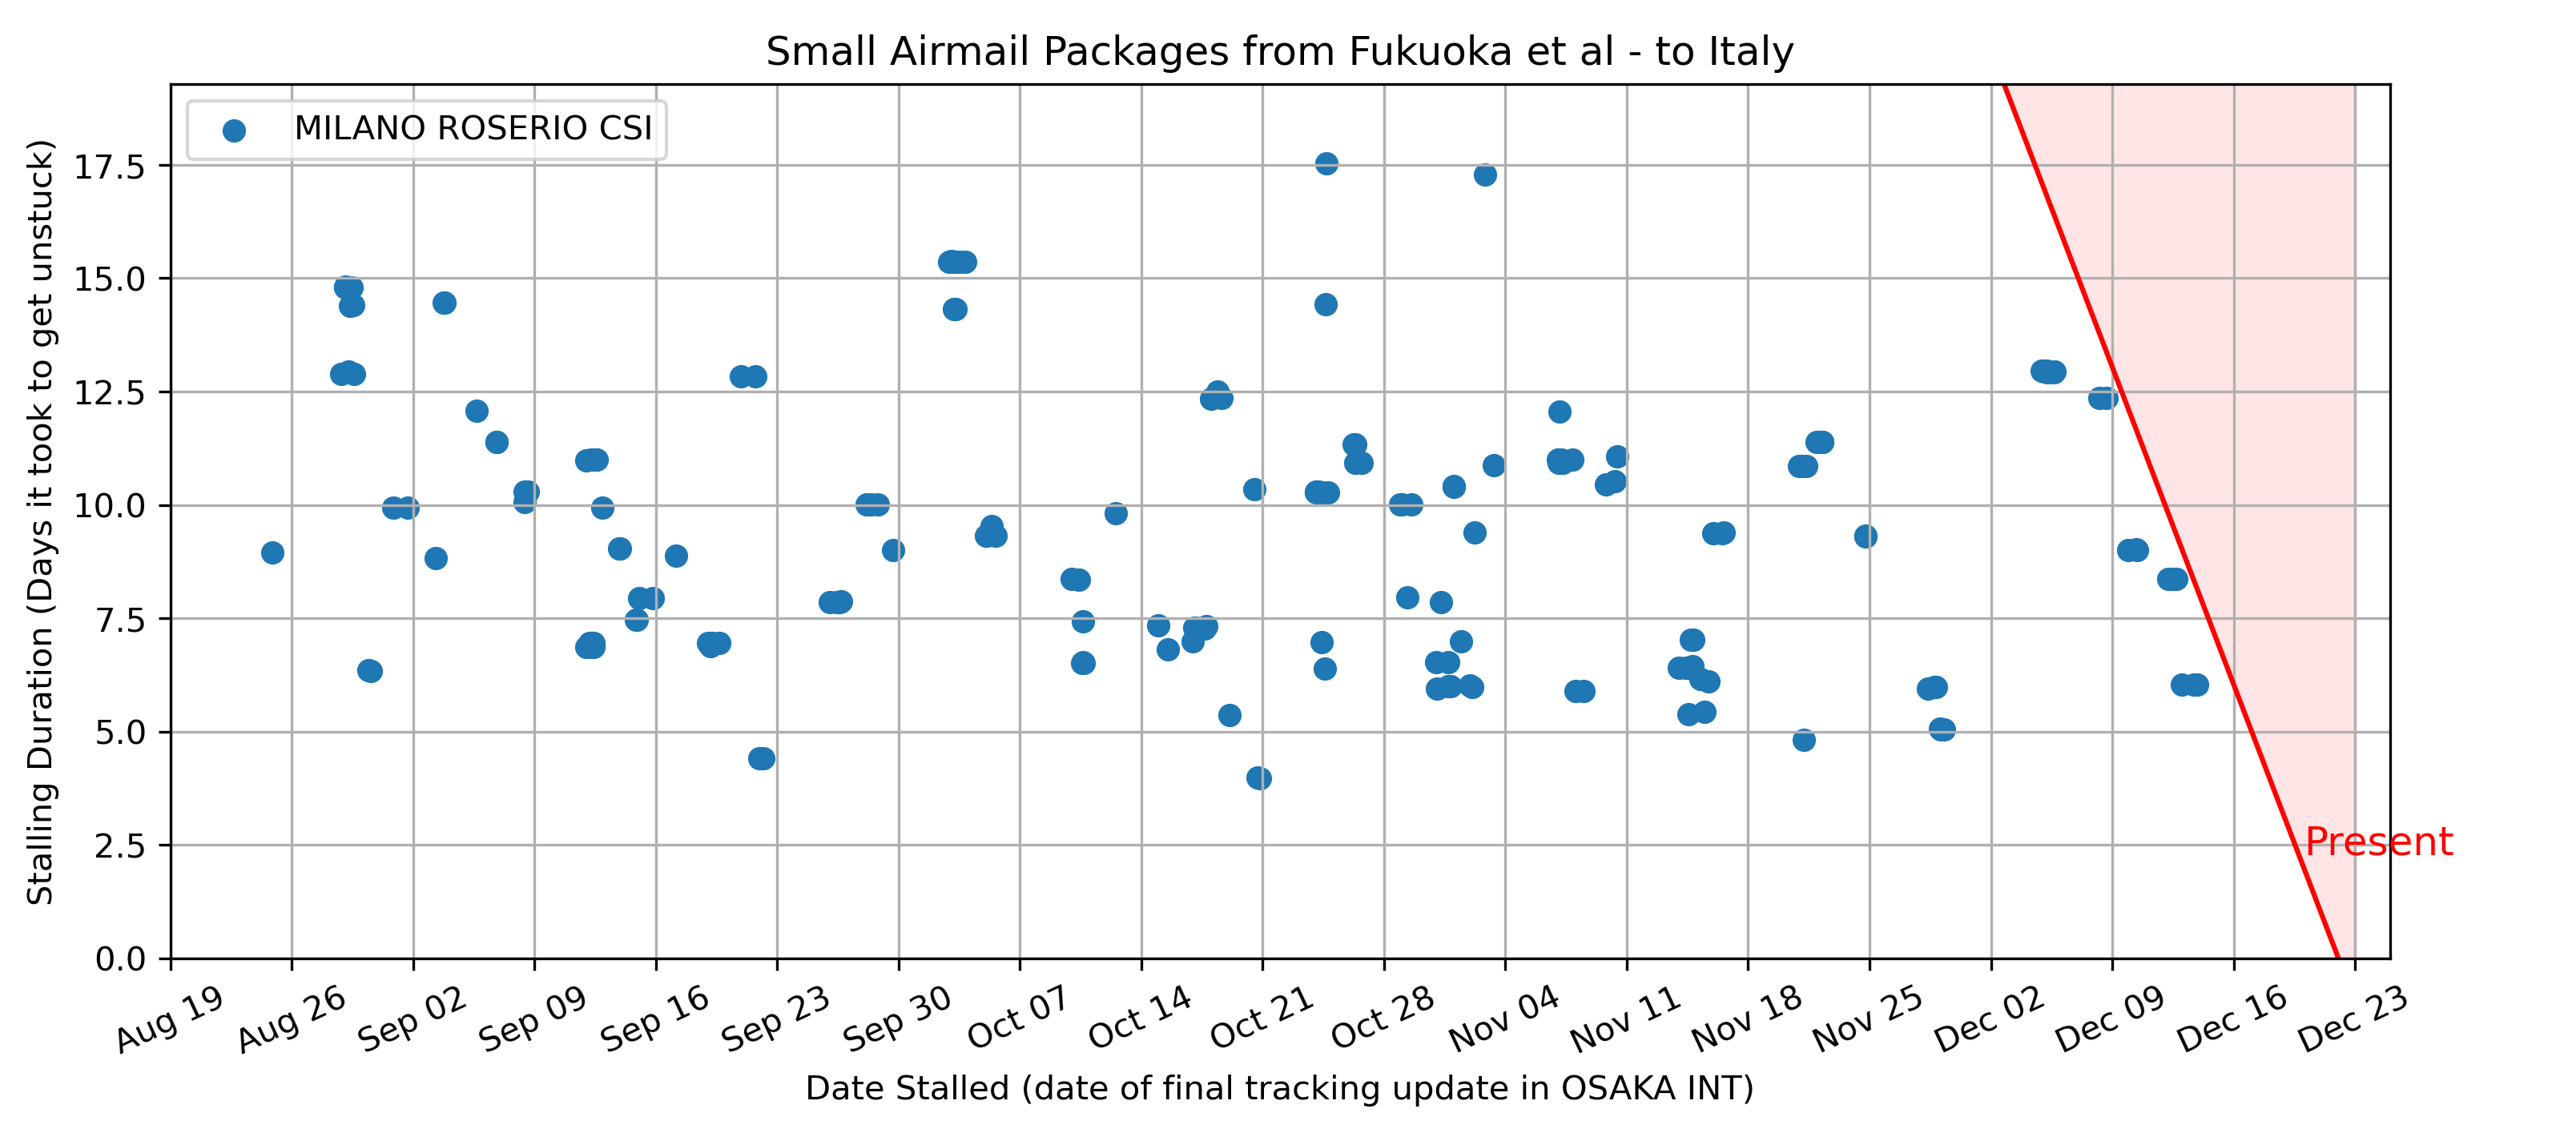 Small Airmail Packages from Fukuoka et al - to Italy
MILANO ROSERIO CSI
Stalling Duration (Days it took to get unstuck)
17.5
15.0
12.5
10.0
7.5
5.0
2.5
0.0
Present
Aug 19
Aug 26
Sep 02
Sep 09
Sep 16
Sep 23
Sep 30
Oct 07
Oct 14
Oct 21
Oct 28
Nov 04
Nov 11
Nov 18
Nov 25
Dec 02
Dec 09
Dec 16
Dec 23
Date Stalled (date of final tracking update in OSAKA INT)